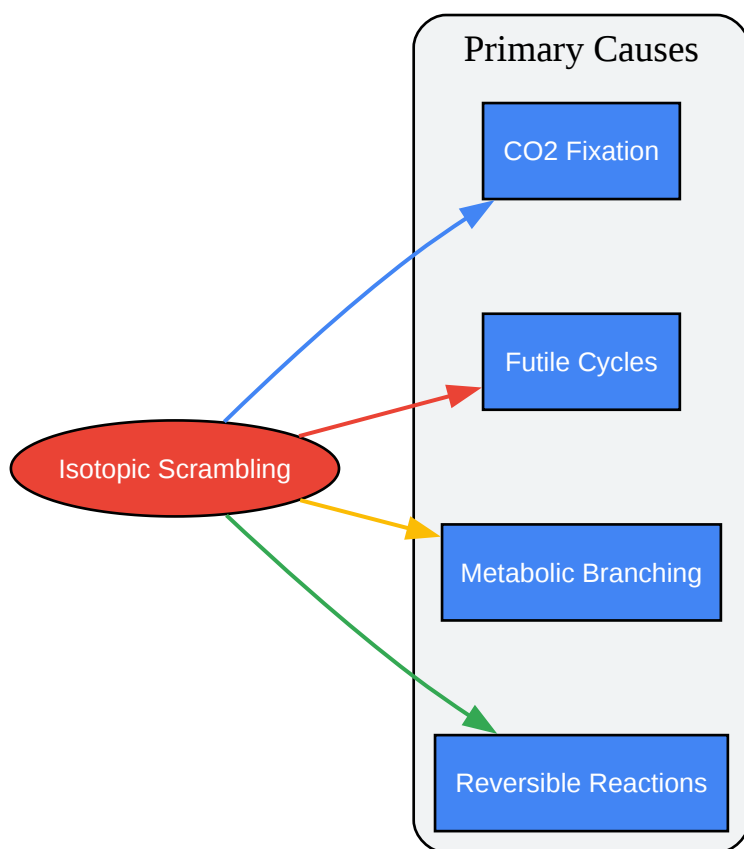 Primary Causes
CO2 Fixation
Futile Cycles
Isotopic Scrambling
Metabolic Branching
Reversible Reactions